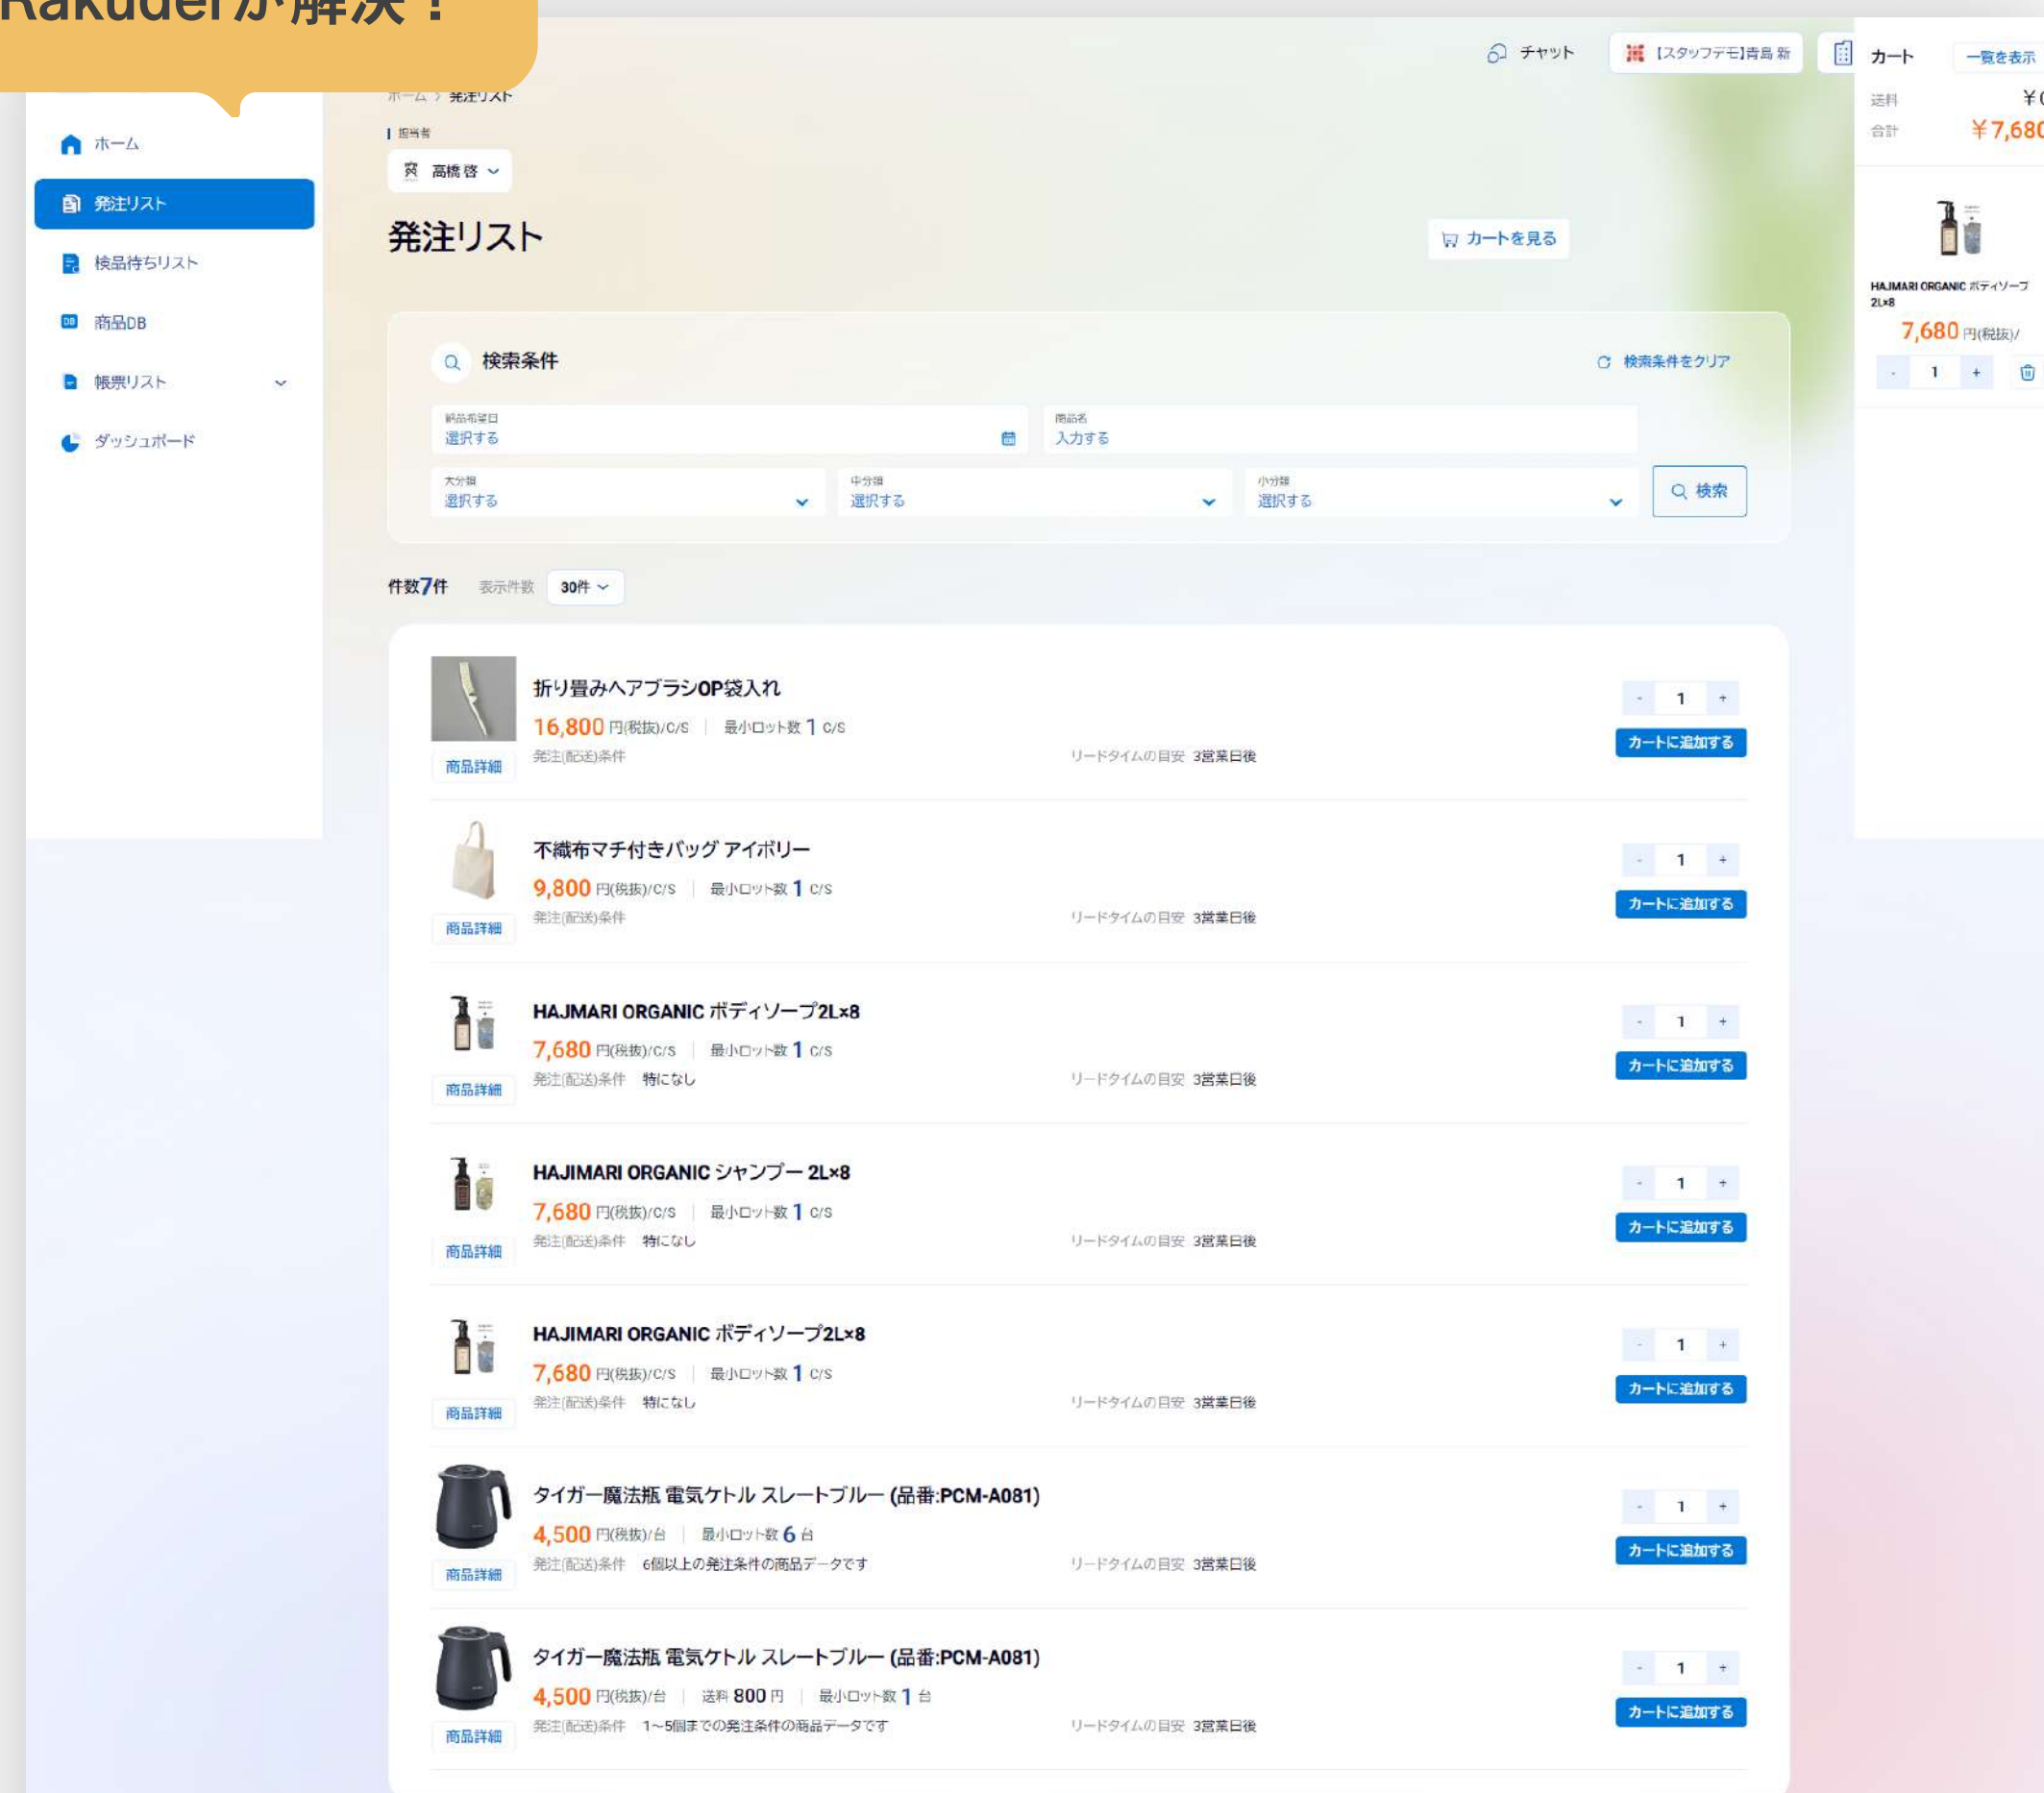 Rakuderが解決！
チャット
【スタッフデモ】青島 新
カート
一覧を表示
ホーム > 発注リスト
送料
合計
￥7,680
担当者
高橋 啓
ホーム
発注リスト
検品待ちリスト
DB 商品DB
帳票リスト
ダッシュボード
発注リスト
カートを見る
HAJMARI ORGANIC ボディソープ
2L×8
7,680 円(税抜)/
- 1 +
検索条件
検索条件をクリア
納品希望日
選択する
商品名
入力する
大分類
選択する
中分類
選択する
小分類
選択する
検索
件数7件
表示件数
30件
折り畳みヘアブラシOP袋入れ
16,800 円(税抜)/C/S | 最小ロット数 1 C/S
発注(配送)条件
リードタイムの目安 3営業日後
商品詳細
- 1 +
カートに追加する
不織布マチ付きバッグ アイボリー
9,800 円(税抜)/C/S | 最小ロット数 1 C/S
発注(配送)条件
リードタイムの目安 3営業日後
商品詳細
- 1 +
カートに追加する
HAJMARI ORGANIC ボディソープ2L×8
7,680 円(税抜)/C/S | 最小ロット数 1 C/S
発注(配送)条件 特になし
リードタイムの目安 3営業日後
商品詳細
- 1 +
カートに追加する
HAJIMARI ORGANIC シャンプー 2L×8
7,680 円(税抜)/C/S | 最小ロット数 1 C/S
発注(配送)条件 特になし
リードタイムの目安 3営業日後
商品詳細
- 1 +
カートに追加する
HAJIMARI ORGANIC ボディソープ2L×8
7,680 円(税抜)/C/S | 最小ロット数 1 C/S
発注(配送)条件 特になし
リードタイムの目安 3営業日後
商品詳細
- 1 +
カートに追加する
タイガー魔法瓶 電気ケトル スレートブルー (品番:PCM-A081)
4,500 円(税抜)/台 | 最小ロット数 6 台
発注(配送)条件 6個以上の発注条件の商品データです
リードタイムの目安 3営業日後
商品詳細
- 1 +
カートに追加する
タイガー魔法瓶 電気ケトル スレートブルー (品番:PCM-A081)
4,500 円(税抜)/台 | 送料 800 円 | 最小ロット数 1 台
発注(配送)条件 1～5個までの発注条件の商品データです
リードタイムの目安 3営業日後
商品詳細
- 1 +
カートに追加する